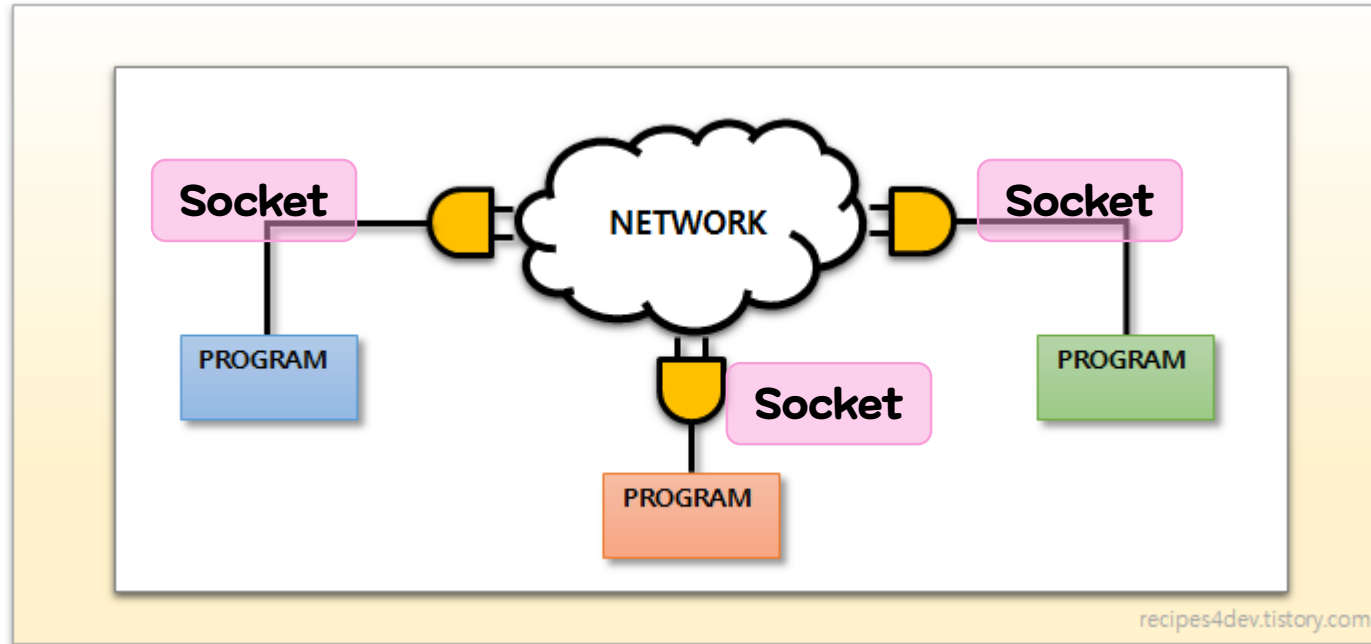 Socket
Socket
NETWORK
PROGRAM
PROGRAM
Socket
PROGRAM
recipes4dev.tistory.com